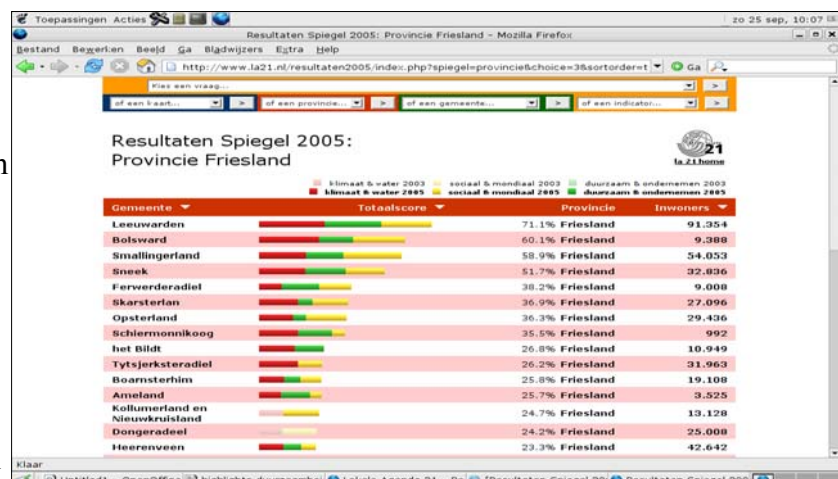 Toepassingen Acties
zo 25 sep, 10:07
Resultaten Spiegel 2005: Provincie Friesland - Mozilla Firefox
Bestand Bewerken Beeld Ga Bladwijzers Extra Help
http://www.la21.nl/resultaten2005/index.php?spiegel=provincie&choice=3&sortorder=t
Ga
Kies een vraag...
of een kaart... > of een provincie... > of een gemeente... > of een indicator... >
Resultaten Spiegel 2005:
Provincie Friesland
21
la 21 home
klimaat & water 2003 sociaal & mondiaal 2003 duurzaam & ondernemen 2003
klimaat & water 2005 sociaal & mondiaal 2005 duurzaam & ondernemen 2005
Gemeente Totaalscore Provincie Inwoners
Leeuwarden 71.1% Friesland 91.354
Bolsward 60.1% Friesland 9.388
Smallingerland 58.9% Friesland 54.053
Sneek 51.7% Friesland 32.836
Ferwerderadiel 38.2% Friesland 9.008
Skarsterlan 36.9% Friesland 27.096
Opsterland 36.3% Friesland 29.436
Schiermonnikoog 35.5% Friesland 992
het Bildt 26.8% Friesland 10.949
Tytsjerksteradiel 26.2% Friesland 31.963
Boarnsterhim 25.8% Friesland 19.108
Ameland 25.7% Friesland 3.525
Kollumerland en
Nieuwkruisland 24.7% Friesland 13.128
Dongeradeel 24.2% Friesland 25.008
Heerenveen 23.3% Friesland 42.642
Klaar